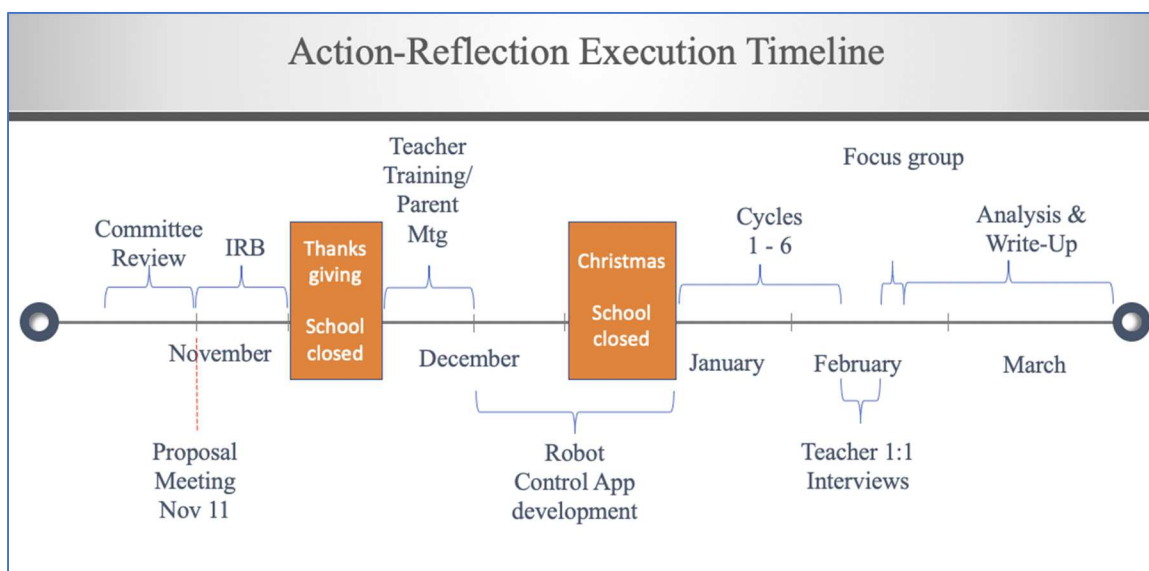 Action-Reflection Execution Timeline
Committee
Review
IRB
Thanks
giving
School
closed
Teacher
Training/
Parent
Mtg
Christmas
School
closed
Cycles
1 - 6
Focus group
Analysis &
Write-Up
November
December
January
February
March
Proposal
Meeting
Nov 11
Robot
Control App
development
Teacher 1:1
Interviews